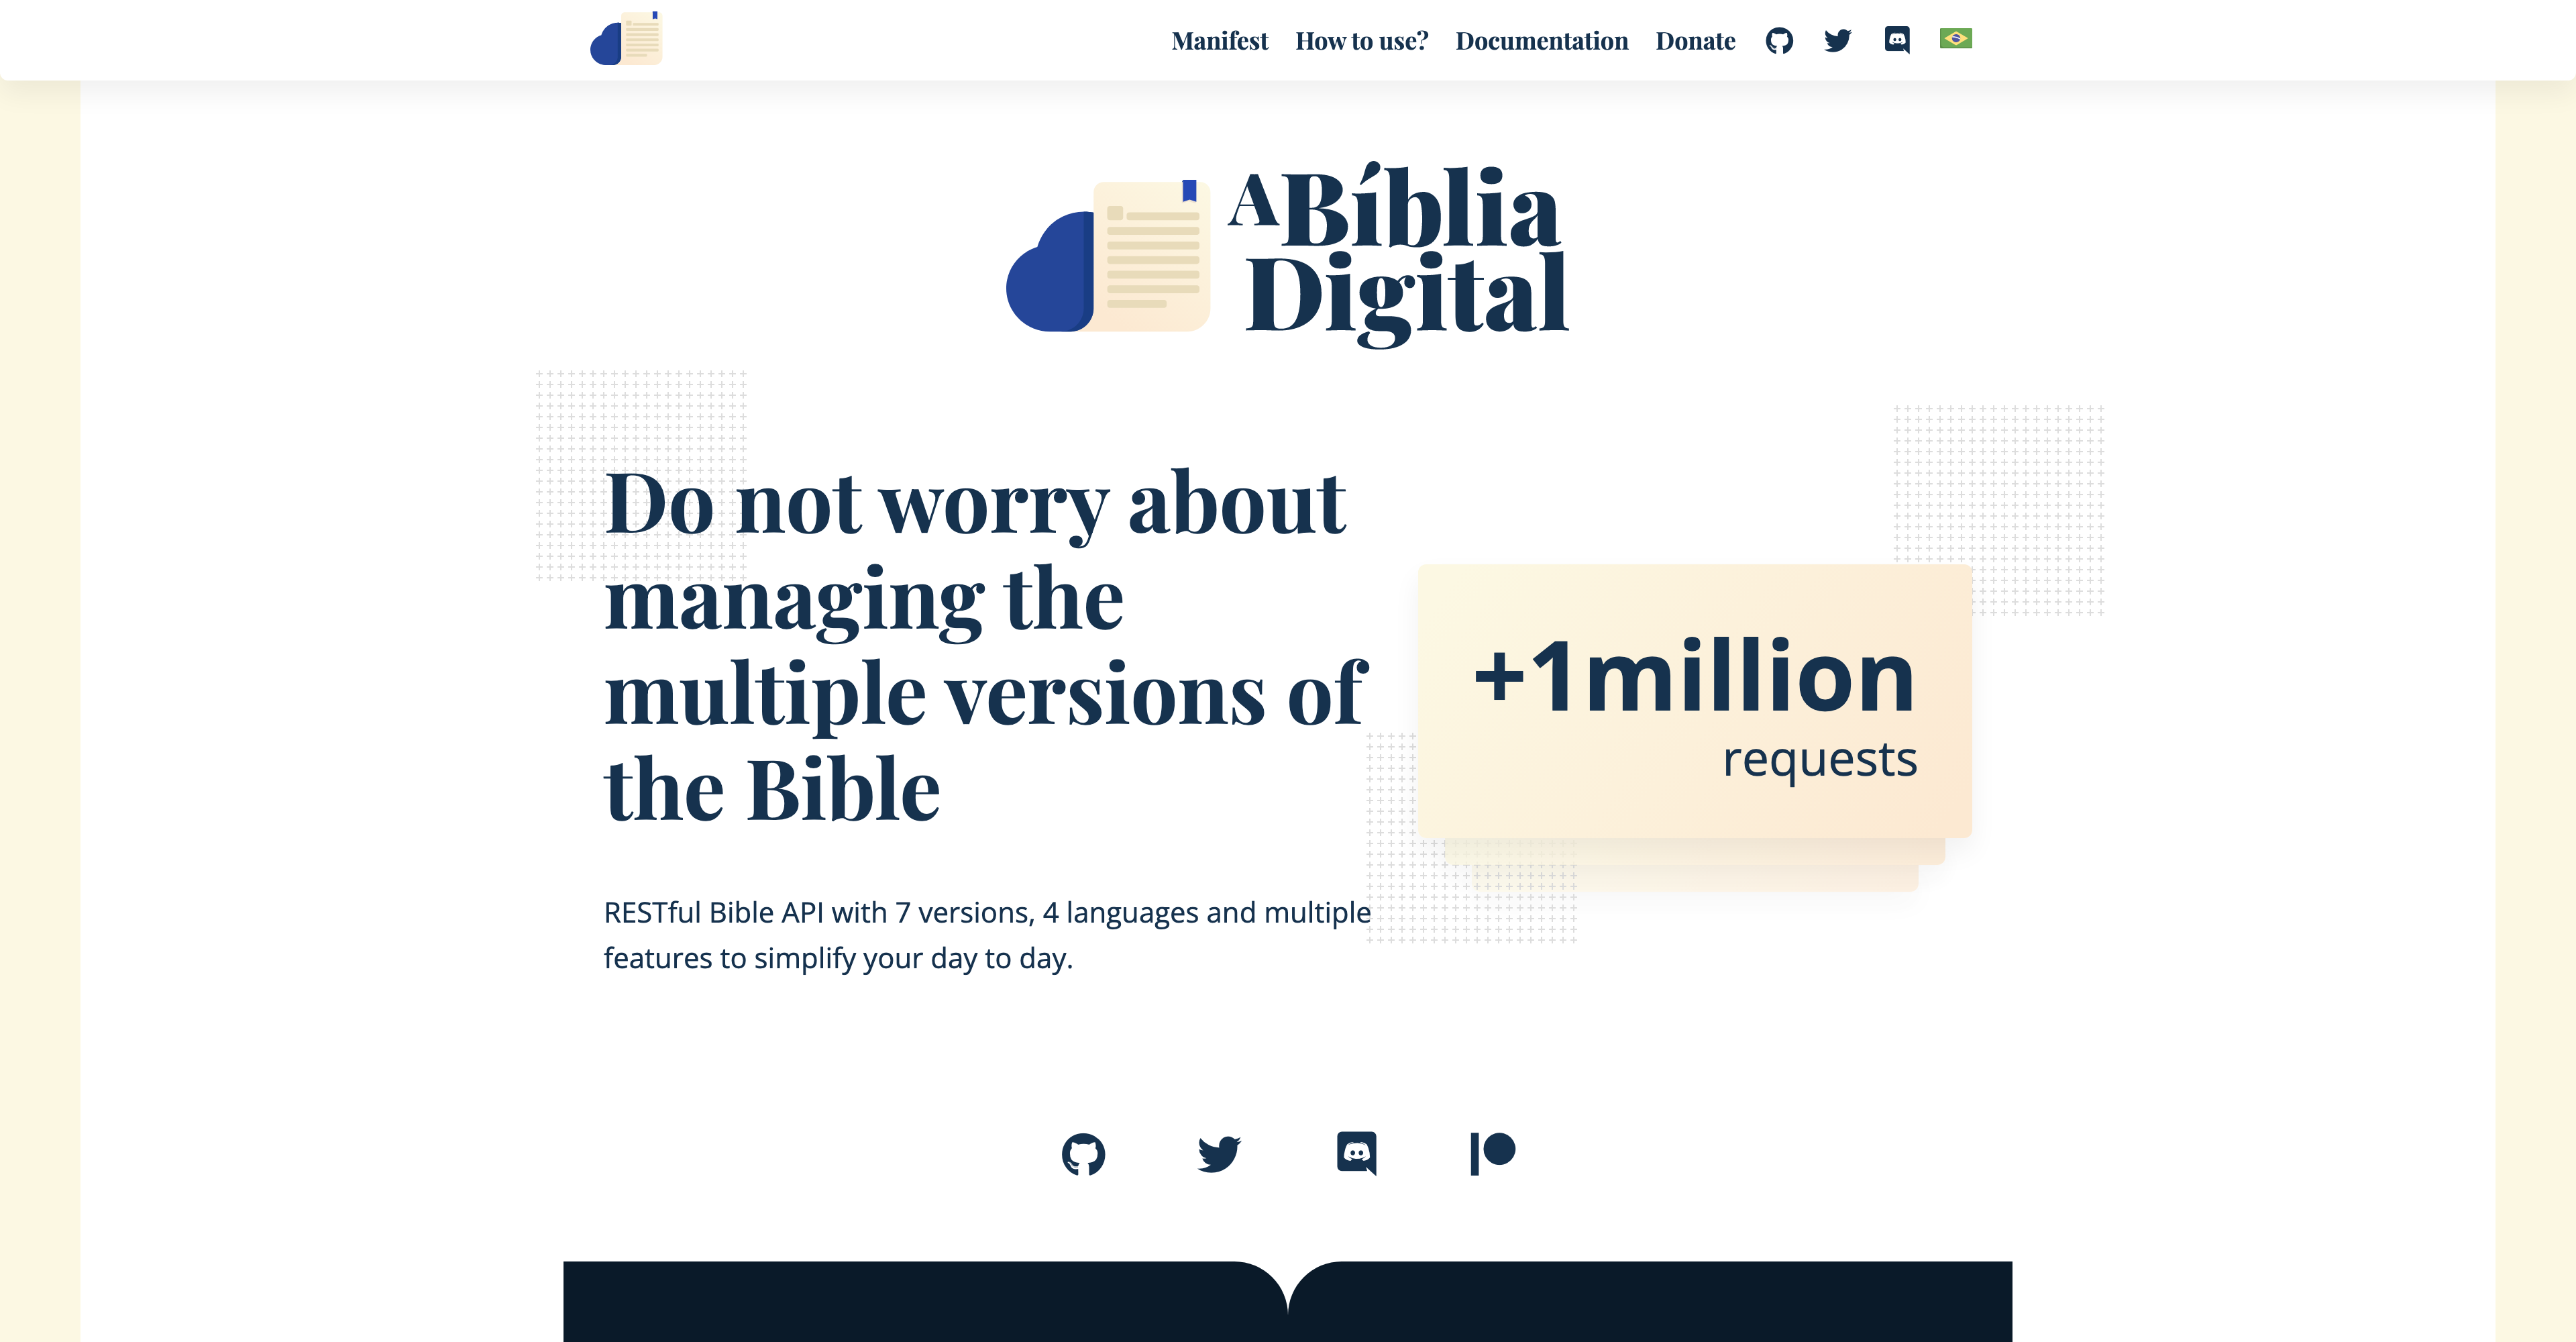 Manifest How to use? Documentation Donate
A Bíblia
Digital
Do not worry about
managing the
multiple versions of
the Bible
+1million
requests
RESTful Bible API with 7 versions, 4 languages and multiple
features to simplify your day to day.